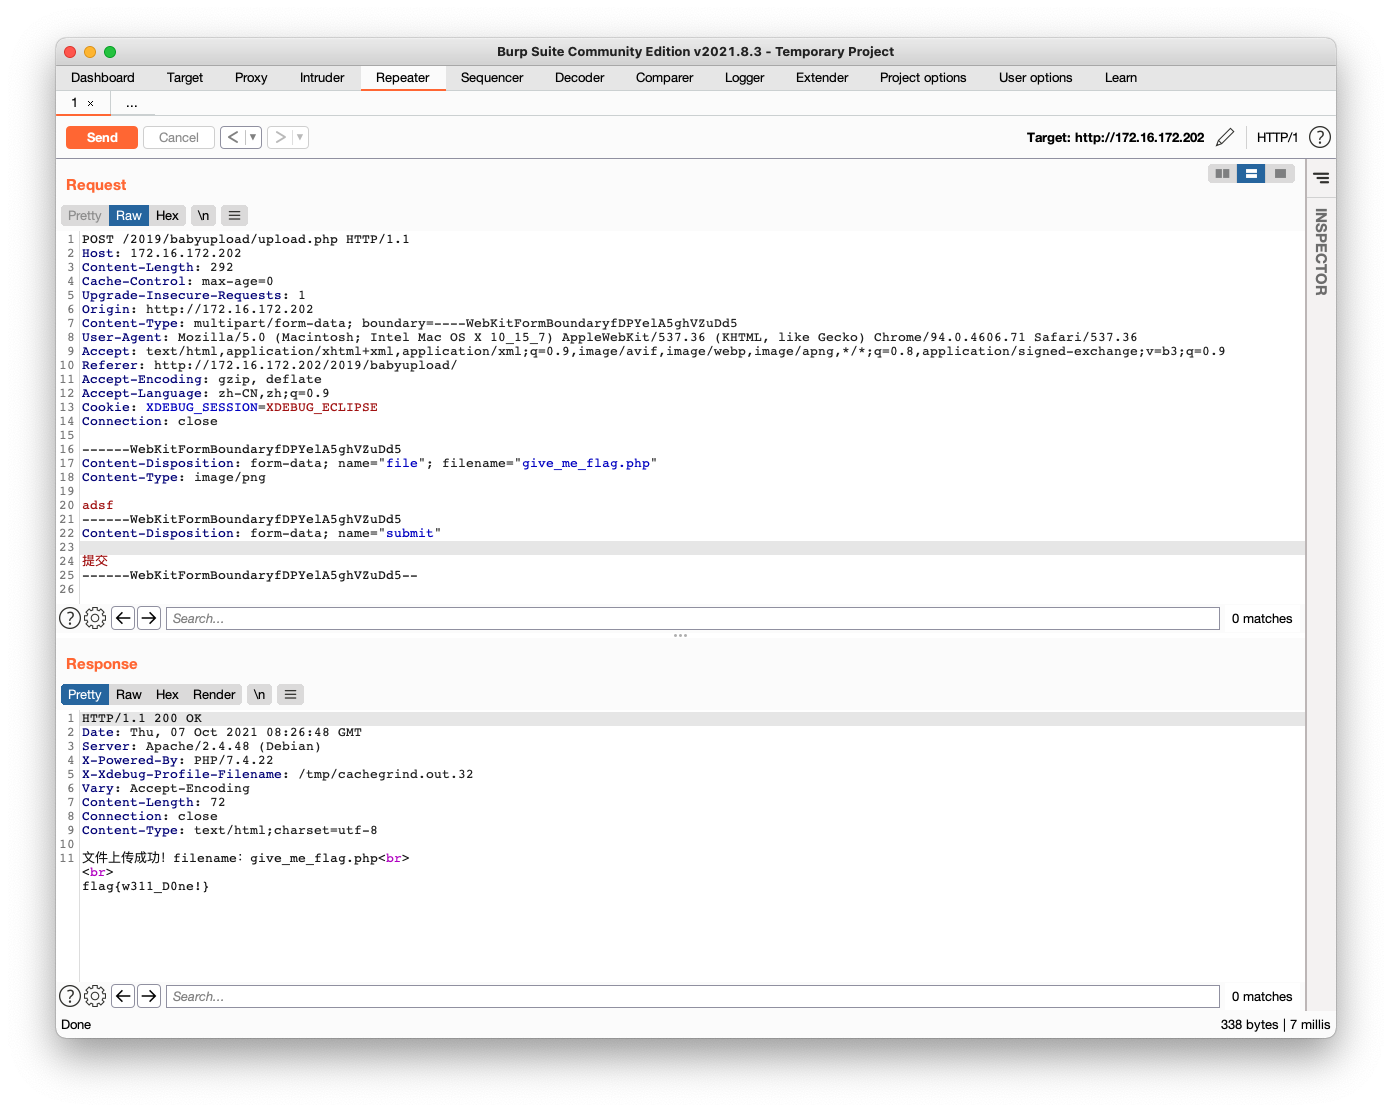 Burp Suite Community Edition v2021.8.3 - Temporary Project
Dashboard Target Proxy Intruder Repeater Sequencer Decoder Comparer Logger Extender Project options User options Learn
1 × ...
Send Cancel < > Target: http://172.16.172.202 HTTP/1 ?
Request
INSPECTOR
Pretty Raw Hex \n
1 POST /2019/babyupload/upload.php HTTP/1.1
2 Host: 172.16.172.202
3 Content-Length: 292
4 Cache-Control: max-age=0
5 Upgrade-Insecure-Requests: 1
6 Origin: http://172.16.172.202
7 Content-Type: multipart/form-data; boundary=----WebKitFormBoundaryfDPYelA5ghVZuDd5
8 User-Agent: Mozilla/5.0 (Macintosh; Intel Mac OS X 10_15_7) AppleWebKit/537.36 (KHTML, like Gecko) Chrome/94.0.4606.71 Safari/537.36
9 Accept: text/html,application/xhtml+xml,application/xml;q=0.9,image/avif,image/webp,image/apng,*/*;q=0.8,application/signed-exchange;v=b3;q=0.9
10 Referer: http://172.16.172.202/2019/babyupload/
11 Accept-Encoding: gzip, deflate
12 Accept-Language: zh-CN,zh;q=0.9
13 Cookie: XDEBUG_SESSION=XDEBUG_ECLIPSE
14 Connection: close
15
16 ------WebKitFormBoundaryfDPYelA5ghVZuDd5
17 Content-Disposition: form-data; name="file"; filename="give_me_flag.php"
18 Content-Type: image/png
19
20 adsf
21 ------WebKitFormBoundaryfDPYelA5ghVZuDd5
22 Content-Disposition: form-data; name="submit"
23
24 提交
25 ------WebKitFormBoundaryfDPYelA5ghVZuDd5--
26
? Search... 0 matches
Response
Pretty Raw Hex Render \n
1 HTTP/1.1 200 OK
2 Date: Thu, 07 Oct 2021 08:26:48 GMT
3 Server: Apache/2.4.48 (Debian)
4 X-Powered-By: PHP/7.4.22
5 X-Xdebug-Profile-Filename: /tmp/cachegrind.out.32
6 Vary: Accept-Encoding
7 Content-Length: 72
8 Connection: close
9 Content-Type: text/html;charset=utf-8
10
11 文件上传成功！filename：give_me_flag.php<br>
<br>
flag{w3ll_D0ne!}
? Search... 0 matches
Done 338 bytes | 7 millis